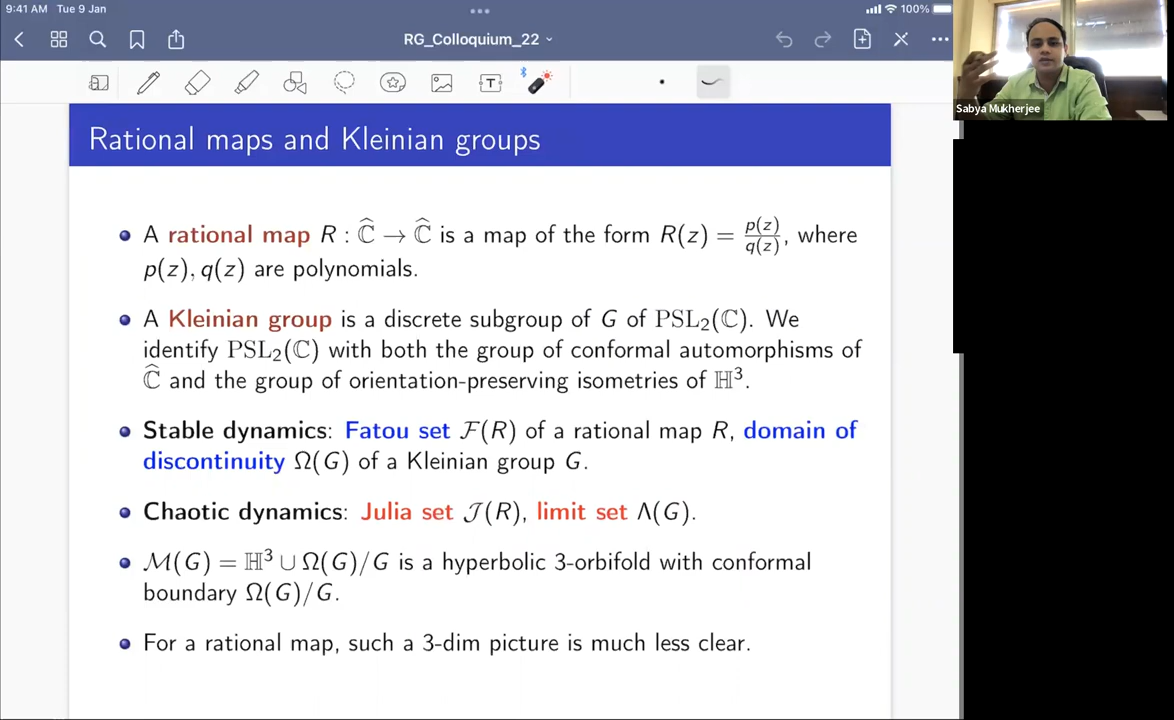 9:41 AM Tue 9 Jan
100%
RG_Colloquium_22
T
Sabya Mukherjee
Rational maps and Kleinian groups
A rational map R : ℂ̂ → ℂ̂ is a map of the form R(z) = p(z)/q(z), where
p(z), q(z) are polynomials.
A Kleinian group is a discrete subgroup of G of PSL₂(ℂ). We
identify PSL₂(ℂ) with both the group of conformal automorphisms of
ℂ̂ and the group of orientation-preserving isometries of ℍ³.
Stable dynamics: Fatou set ℱ(R) of a rational map R, domain of
discontinuity Ω(G) of a Kleinian group G.
Chaotic dynamics: Julia set 𝒥(R), limit set Λ(G).
ℳ(G) = ℍ³ ∪ Ω(G)/G is a hyperbolic 3-orbifold with conformal
boundary Ω(G)/G.
For a rational map, such a 3-dim picture is much less clear.